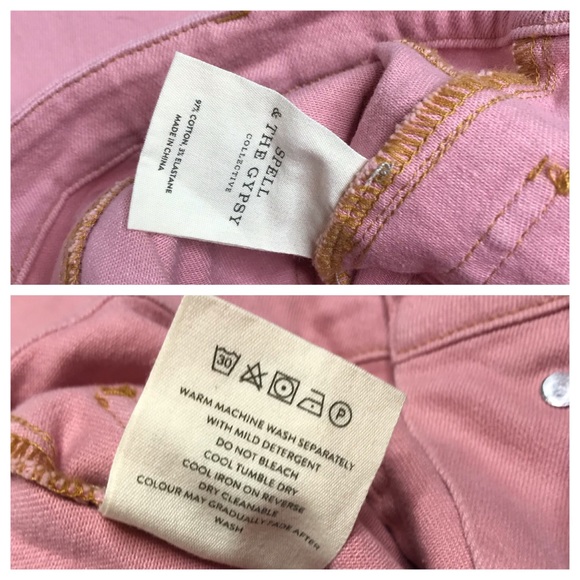 SPELL
& THE GYPSY
COLLECTIVE
97% COTTON, 3% ELASTANE
MADE IN CHINA
30
P
WARM MACHINE WASH SEPARATELY
WITH MILD DETERGENT
DO NOT BLEACH
COOL TUMBLE DRY
COOL IRON ON REVERSE
DRY CLEANABLE
COLOUR MAY GRADUALLY FADE AFTER
WASH